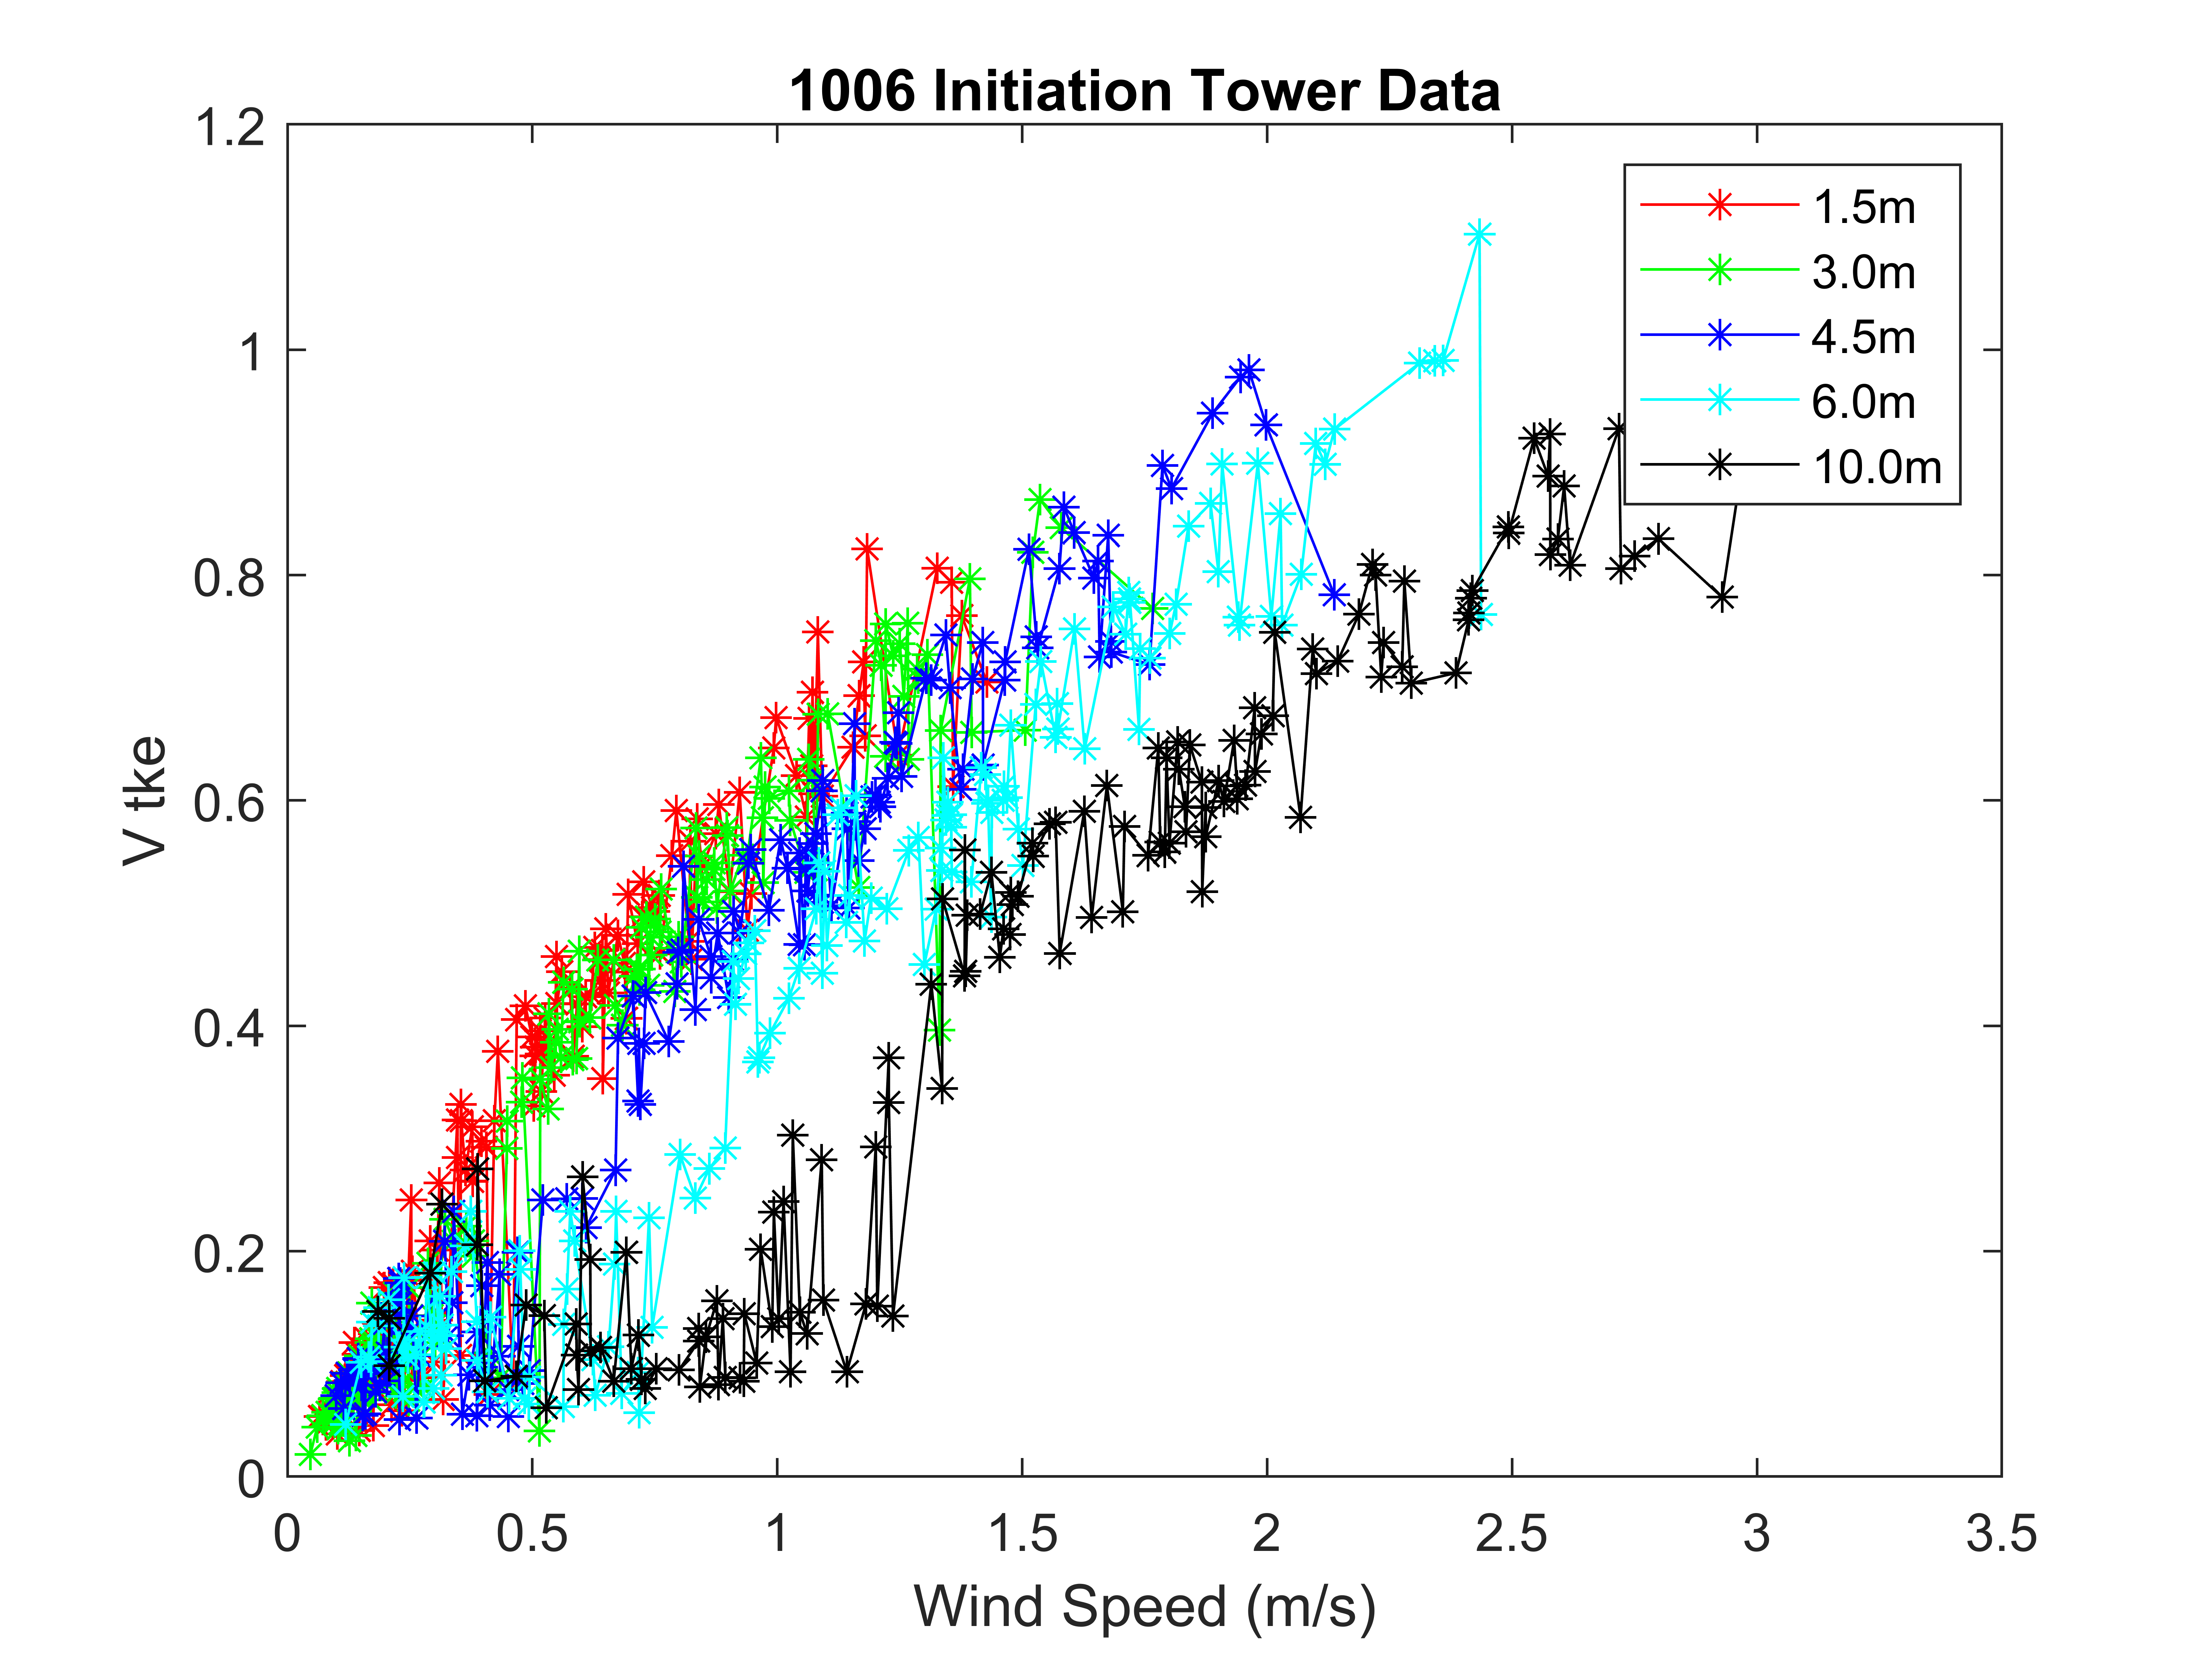 1006 Initiation Tower Data
1.2
1
0.8
0.6
0.4
0.2
0
V tke
1.5m
3.0m
4.5m
6.0m
10.0m
0 0.5 1 1.5 2 2.5 3 3.5
Wind Speed (m/s)